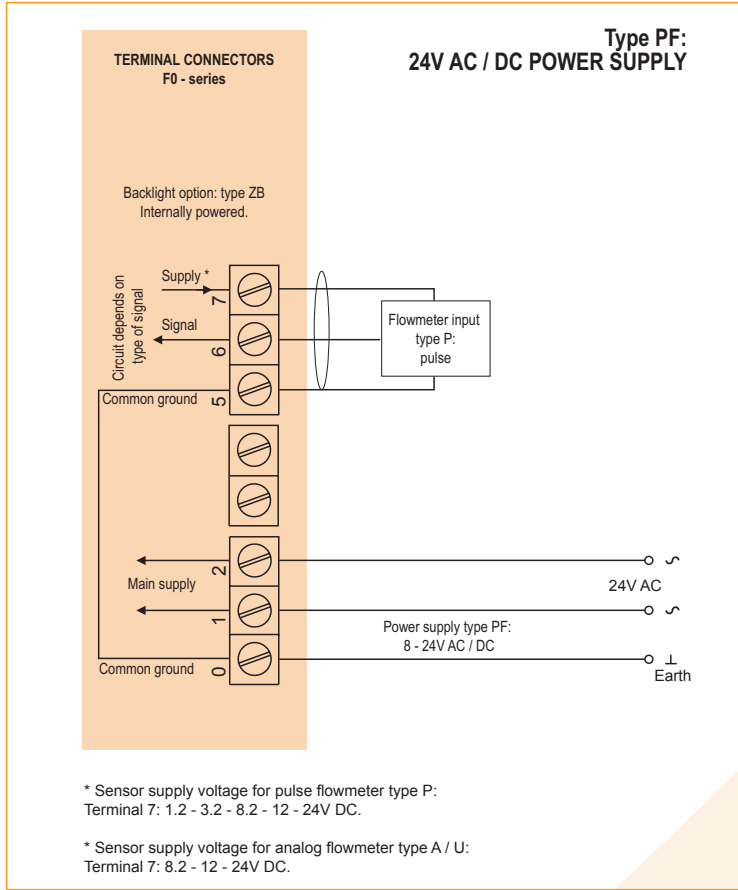 Type PF:
24V AC / DC POWER SUPPLY
TERMINAL CONNECTORS
F0 - series
Backlight option: type ZB
Internally powered.
Circuit depends on
type of signal
Supply *
7
Signal
6
Common ground
5
Flowmeter input
type P:
pulse
2
Main supply
24V AC
1
Power supply type PF:
8 - 24V AC / DC
Common ground
0
Earth
* Sensor supply voltage for pulse flowmeter type P:
Terminal 7: 1.2 - 3.2 - 8.2 - 12 - 24V DC.
* Sensor supply voltage for analog flowmeter type A / U:
Terminal 7: 8.2 - 12 - 24V DC.